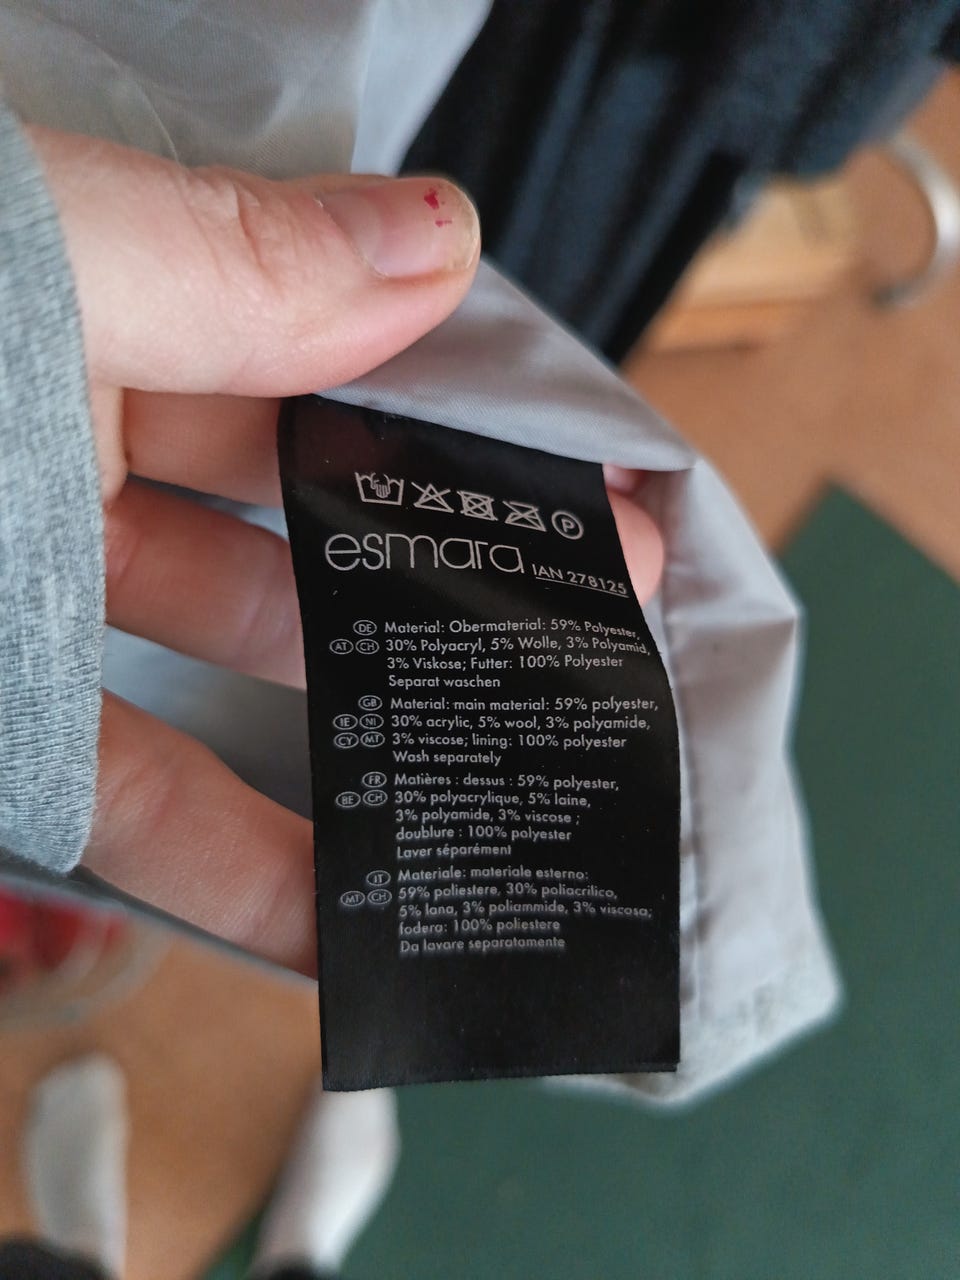 P
esmara IAN 278125
DE Material: Obermaterial: 59% Polyester,
AT CH 30% Polyacryl, 5% Wolle, 3% Polyamid,
3% Viskose; Futter: 100% Polyester
Separat waschen
GB Material: main material: 59% polyester,
IE NI 30% acrylic, 5% wool, 3% polyamide,
CY MT 3% viscose; lining: 100% polyester
Wash separately
FR Matières : dessus : 59% polyester,
BE CH 30% polyacrylique, 5% laine,
3% polyamide, 3% viscose ;
doublure : 100% polyester
Laver séparément
IT Materiale: materiale esterno:
MT CH 59% poliestere, 30% poliacrilico,
5% lana, 3% poliammide, 3% viscosa;
fodera: 100% poliestere
Da lavare separatamente